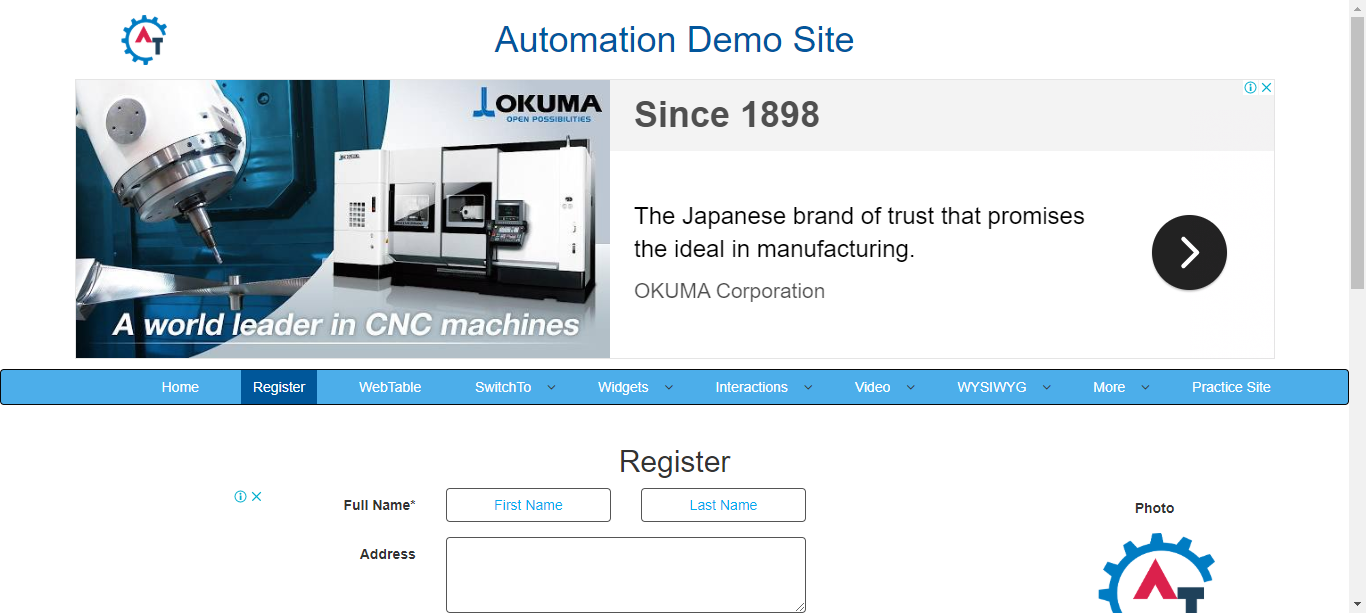 AT
Automation Demo Site
OKUMA
OPEN POSSIBILITIES
A world leader in CNC machines
Since 1898
The Japanese brand of trust that promises
the ideal in manufacturing.
OKUMA Corporation
Home Register WebTable SwitchTo Widgets Interactions Video WYSIWYG More Practice Site
Register
Full Name* First Name Last Name
Address
Photo
AT